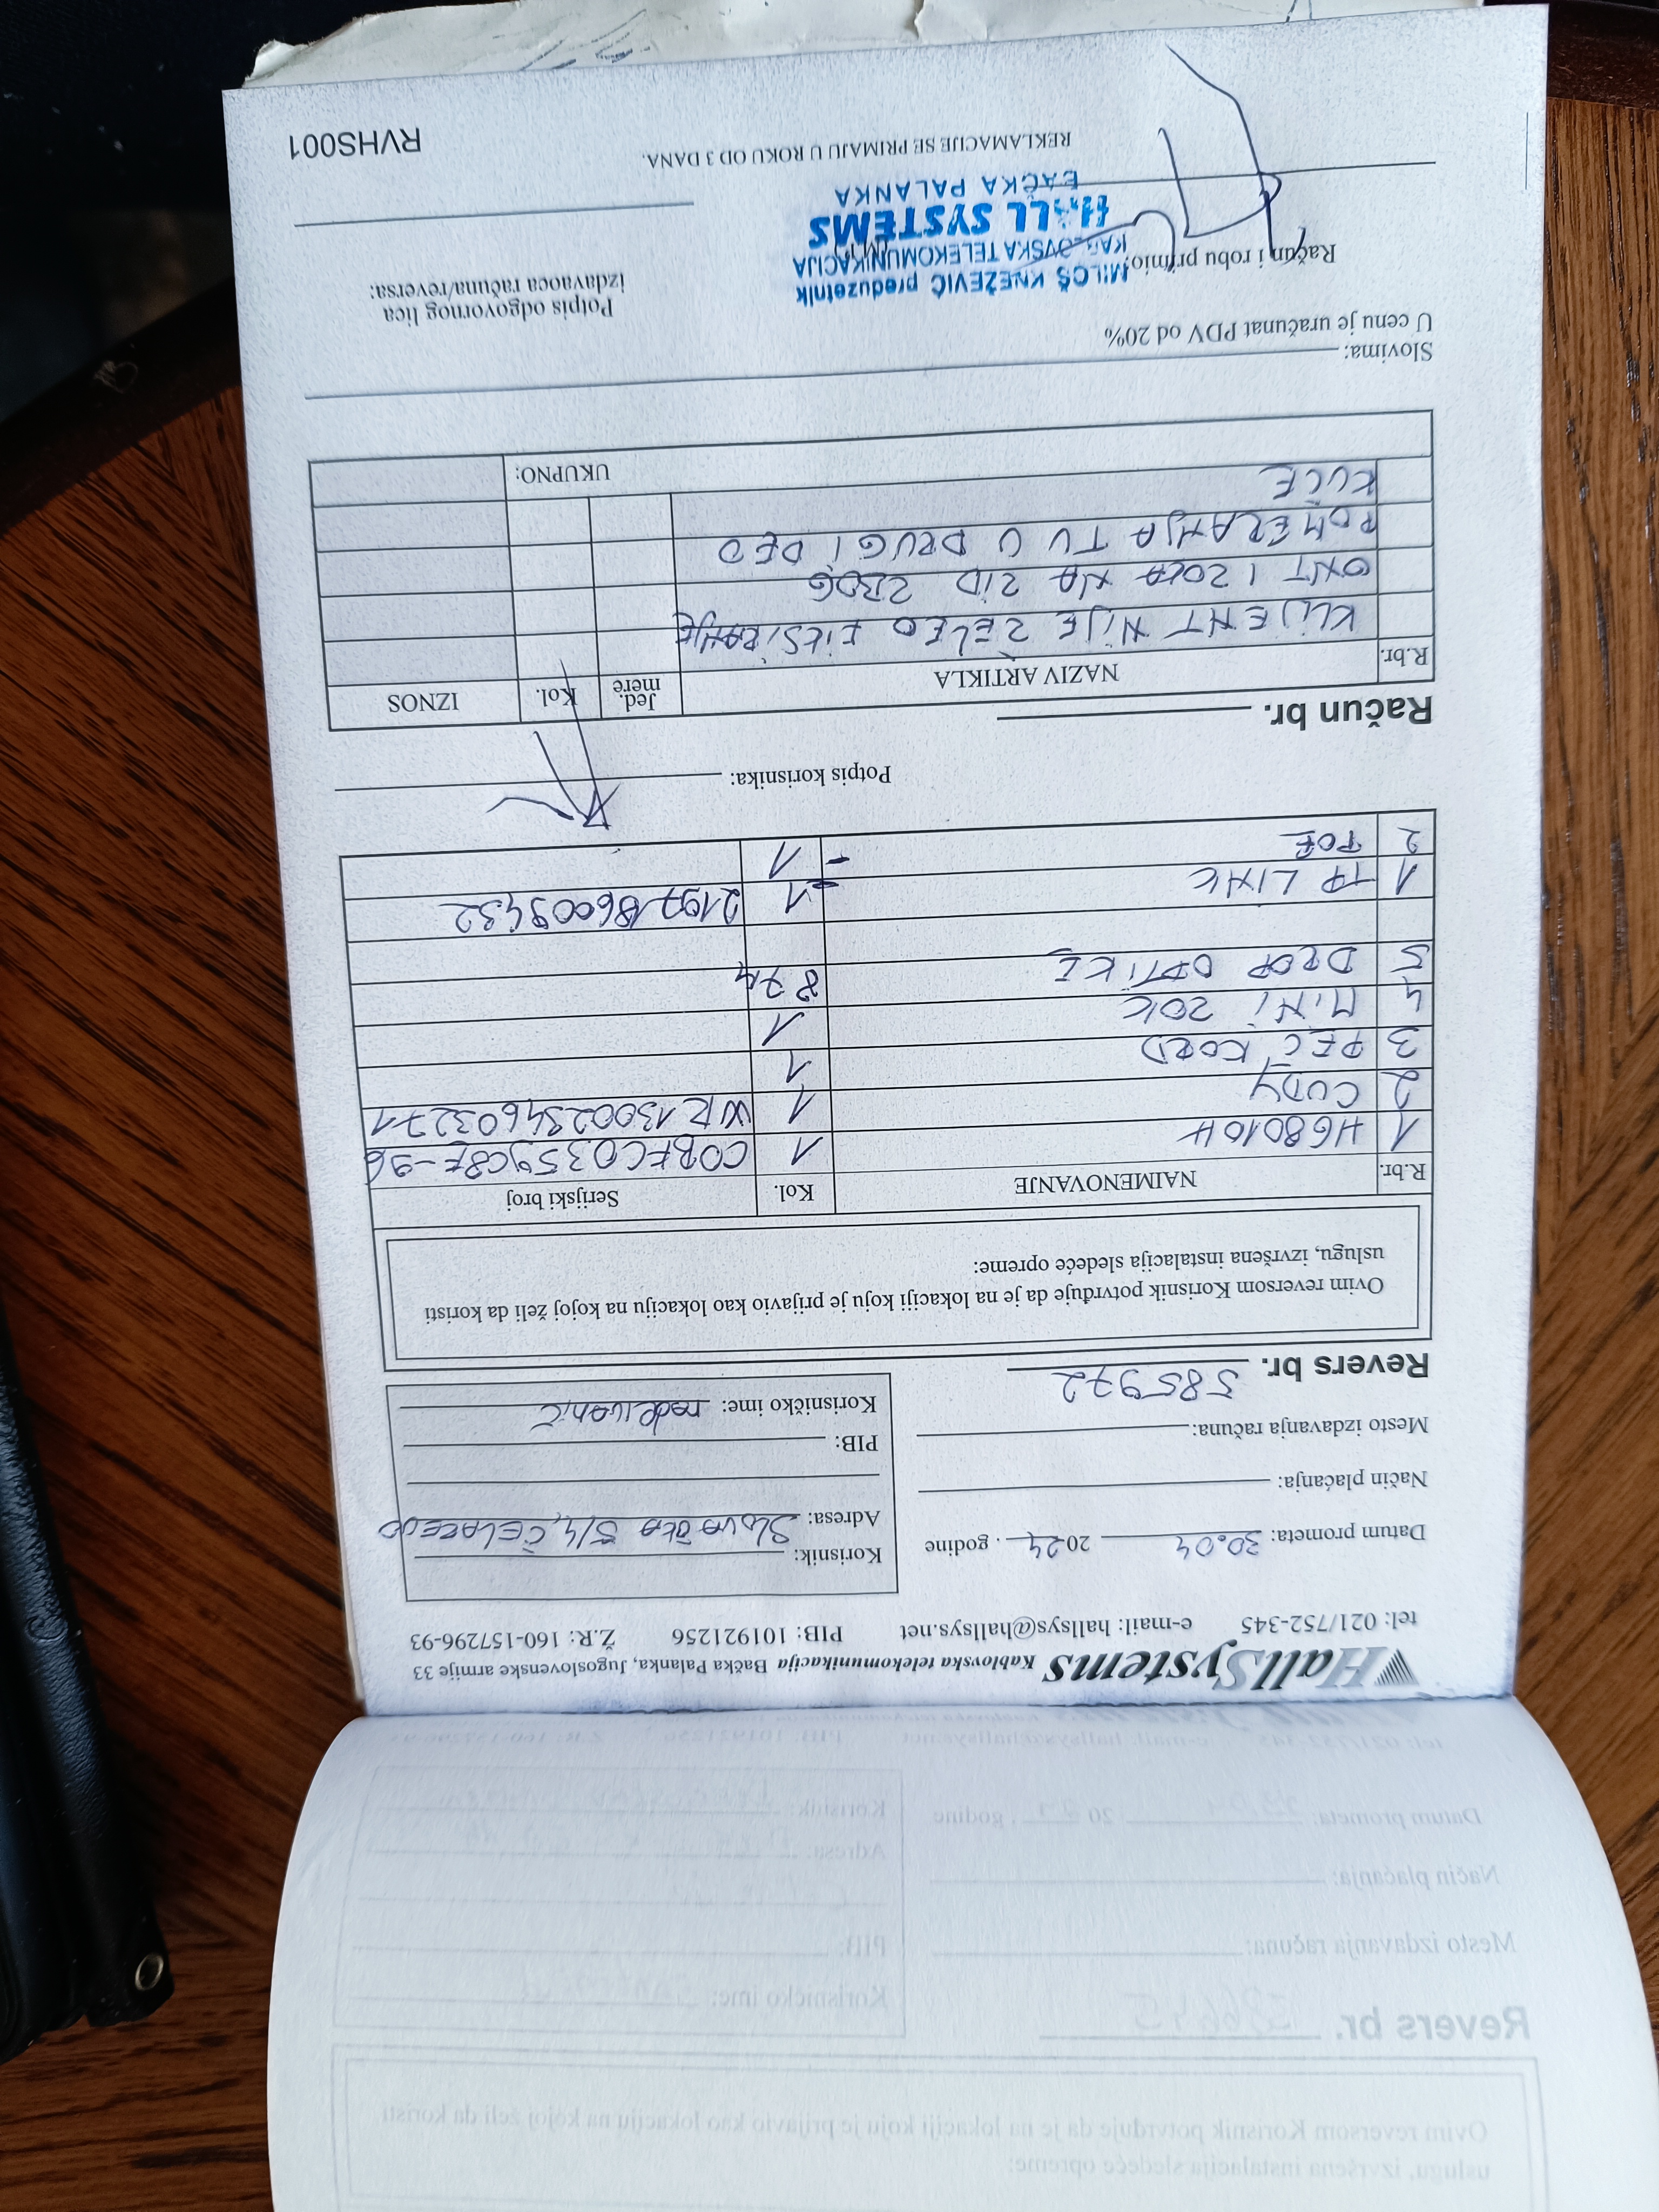 HallSystems Kablovska telekomunikacija Bačka Palanka, Jugoslovenske armije 33
tel: 021/752-345 e-mail: hallsys@hallsys.net PIB: 101921256 Ž.R: 160-157296-93
Datum prometa: 30.04 2024. godine
Način plaćanja:
Mesto izdavanja računa:
Revers br. 585972
Korisnik:
Adresa: Slovačka 5/4, ČELAREVO
PIB:
Korisničko ime: radeivanic
Ovim reversom Korisnik potvrđuje da je na lokaciji koju je prijavio kao lokaciju na kojoj želi da koristi
uslugu, izvršena instalacija sledeće opreme:
R.br. NAIMENOVANJE Kol. Serijski broj
1 HG8010H 1 COBFC0359C8F-96
2 CUDY 1 WR1300234603271
3 PEČ KORD 1
4 MINI ZOK 1
5 DROP OPTIKE 87M
1 TP LINK -1 2197186009432
2 POE -1
Potpis korisnika:
Račun br.
R.br. NAZIV ARTIKLA Jed. mere Kol. IZNOS
KLIJENT NIJE ŽELEO FIKSIRANJE
ONT I ZOKA NA ZID ZBOG
POMERANJA TV U DRUGI DEO
KUĆE
UKUPNO:
Slovima:
U cenu je uračunat PDV od 20%
Račun i robu primio:
MILOŠ KNEŽEVIĆ preduzetnik
KABLOVSKA TELEKOMUNIKACIJA
HALL SYSTEMS
BAČKA PALANKA
Potpis odgovornog lica
izdavaoca računa/reversa:
REKLAMACIJE SE PRIMAJU U ROKU OD 3 DANA.
RVHS001